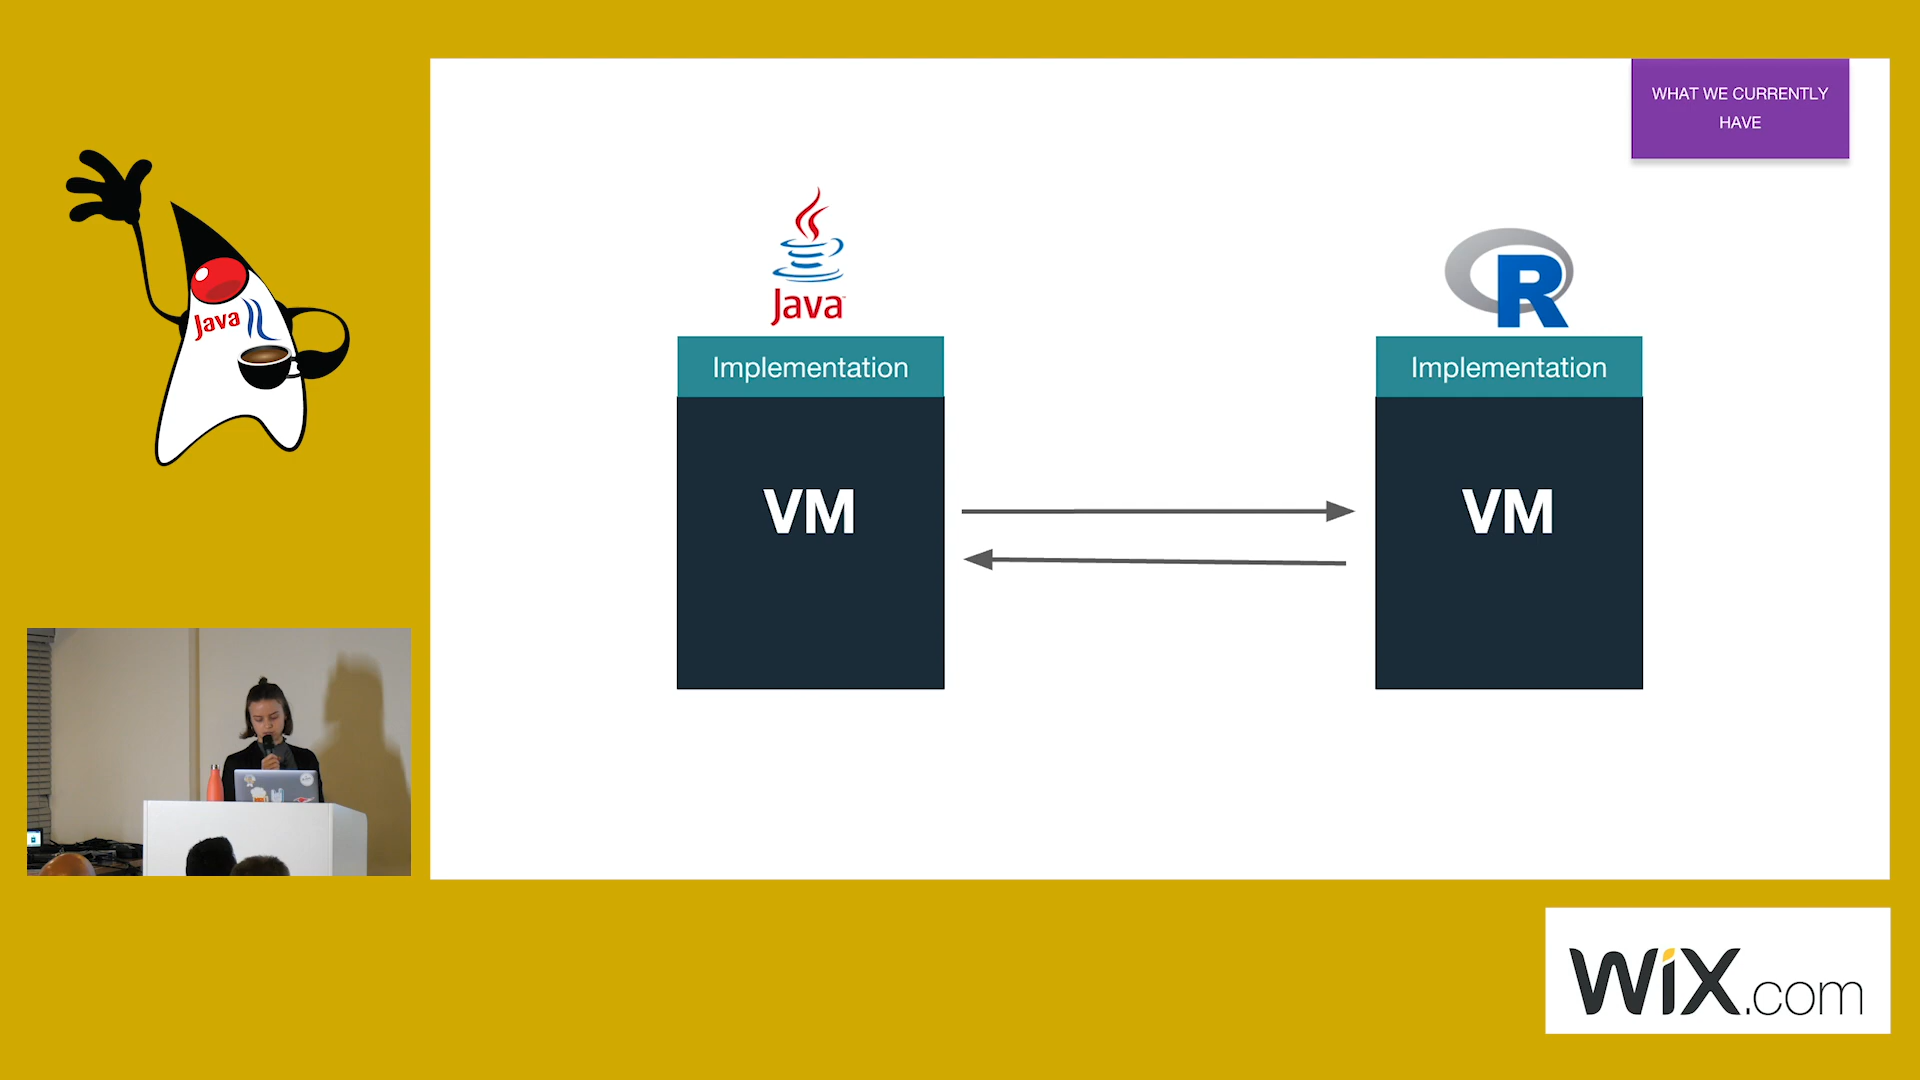 WHAT WE CURRENTLY
HAVE
Java
Java
R
Implementation
Implementation
VM
VM
WiX.com